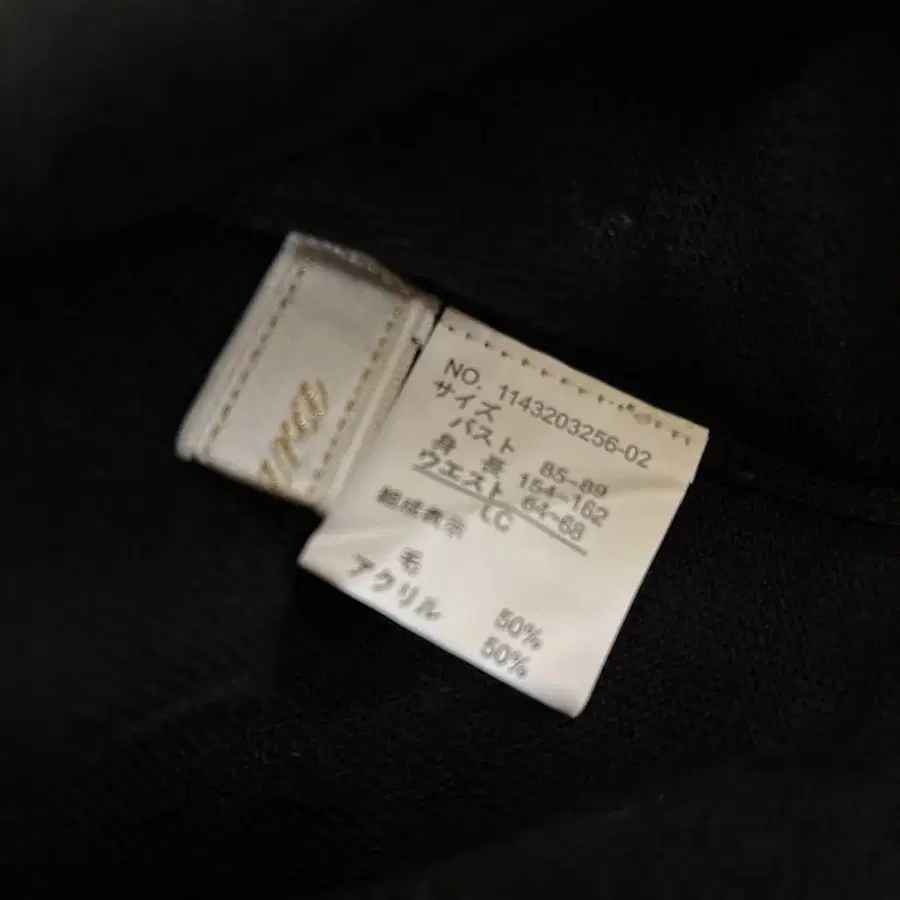 NO. 1143203256-02
サイズ
バスト 85-89
身 長 154-162
ウエスト 64-68
LC
組成表示
毛 50%
アクリル 50%